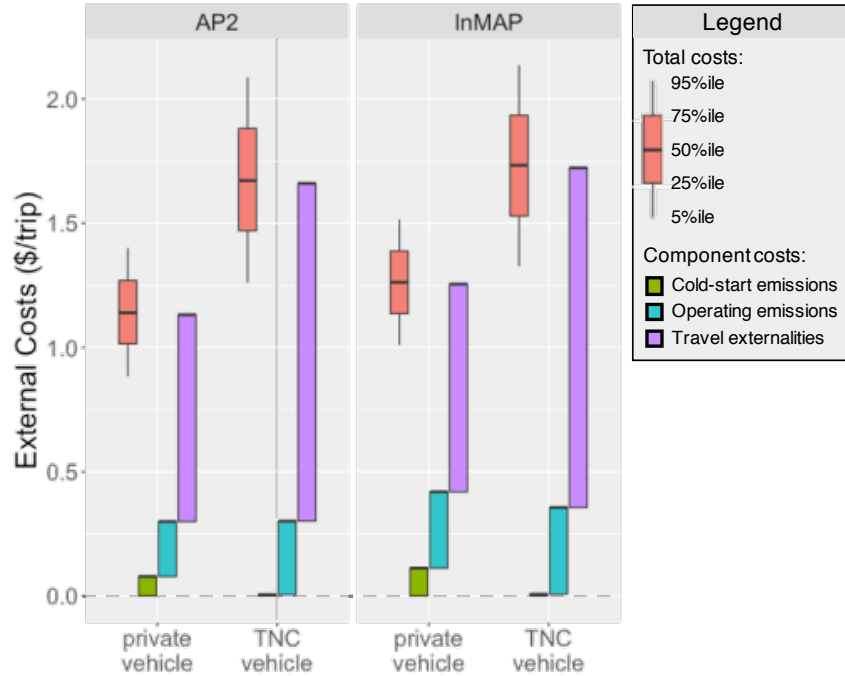 AP2
InMAP
External Costs ($/trip)
2.0
1.5
1.0
0.5
0.0
private
vehicle
TNC
vehicle
private
vehicle
TNC
vehicle
Legend
Total costs:
95%ile
75%ile
50%ile
25%ile
5%ile
Component costs:
Cold-start emissions
Operating emissions
Travel externalities